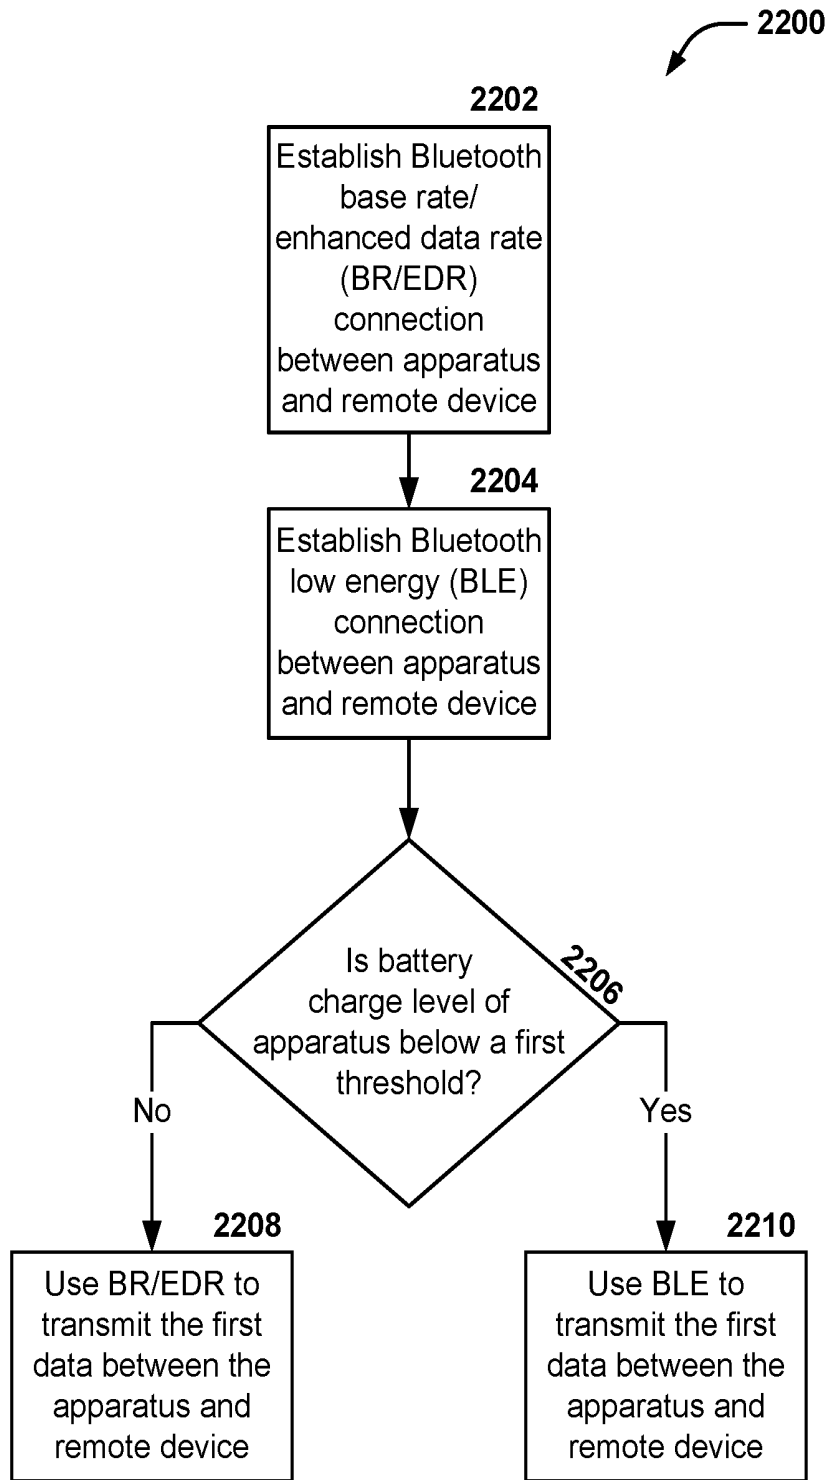 2200
2202
Establish Bluetooth
base rate/
enhanced data rate
(BR/EDR)
connection
between apparatus
and remote device
2204
Establish Bluetooth
low energy (BLE)
connection
between apparatus
and remote device
2206
Is battery
charge level of
apparatus below a first
threshold?
No
Yes
2208
Use BR/EDR to
transmit the first
data between the
apparatus and
remote device
2210
Use BLE to
transmit the first
data between the
apparatus and
remote device